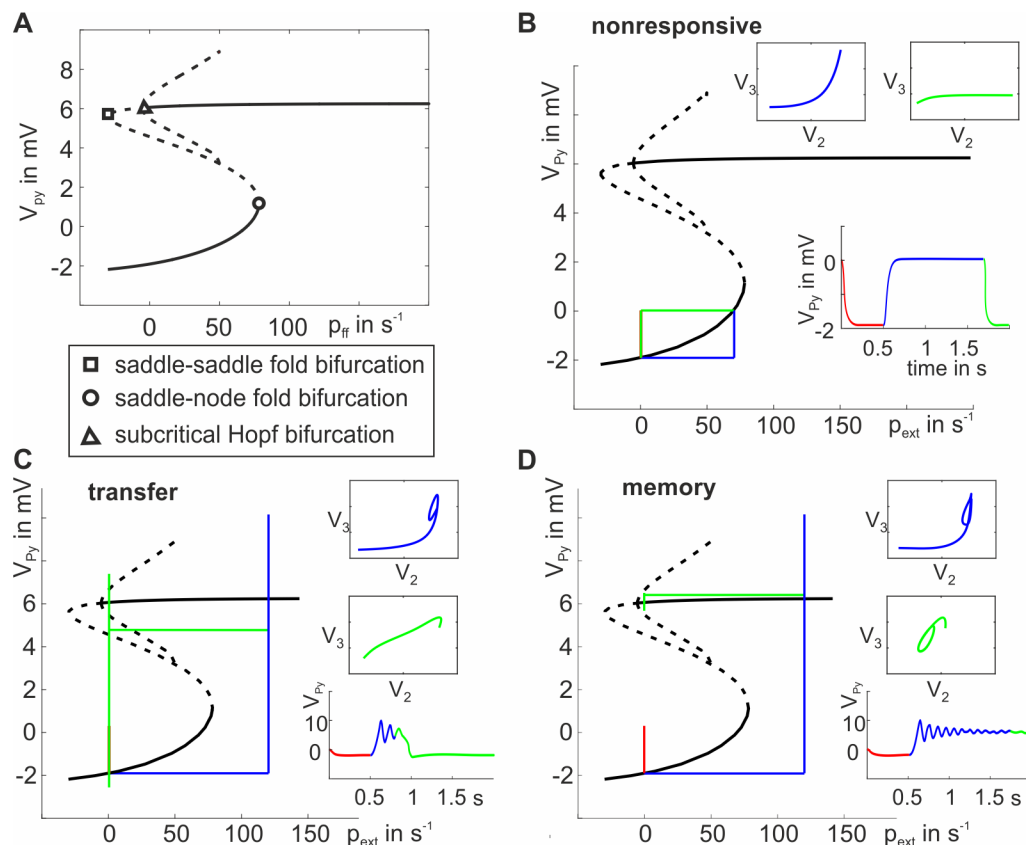 A
8
6
4
2
0
-2
V_py in mV
0 50 100
p_ff in s⁻¹
saddle-saddle fold bifurcation
saddle-node fold bifurcation
subcritical Hopf bifurcation
B
nonresponsive
V_3
V_2
V_3
V_2
8
6
4
2
0
-2
V_Py in mV
0 50 100 150
p_ext in s⁻¹
0
-2
V_Py in mV
0.5 1 1.5
time in s
C
transfer
8
6
4
2
0
-2
V_Py in mV
0 50 100 150
p_ext in s⁻¹
V_3
V_2
V_3
V_2
V_Py
10
0
0.5 1 1.5 s
D
memory
8
6
4
2
0
-2
V_Py in mV
0 50 100 150
p_ext in s⁻¹
V_3
V_2
V_3
V_2
V_Py
10
0
0.5 1 1.5 s